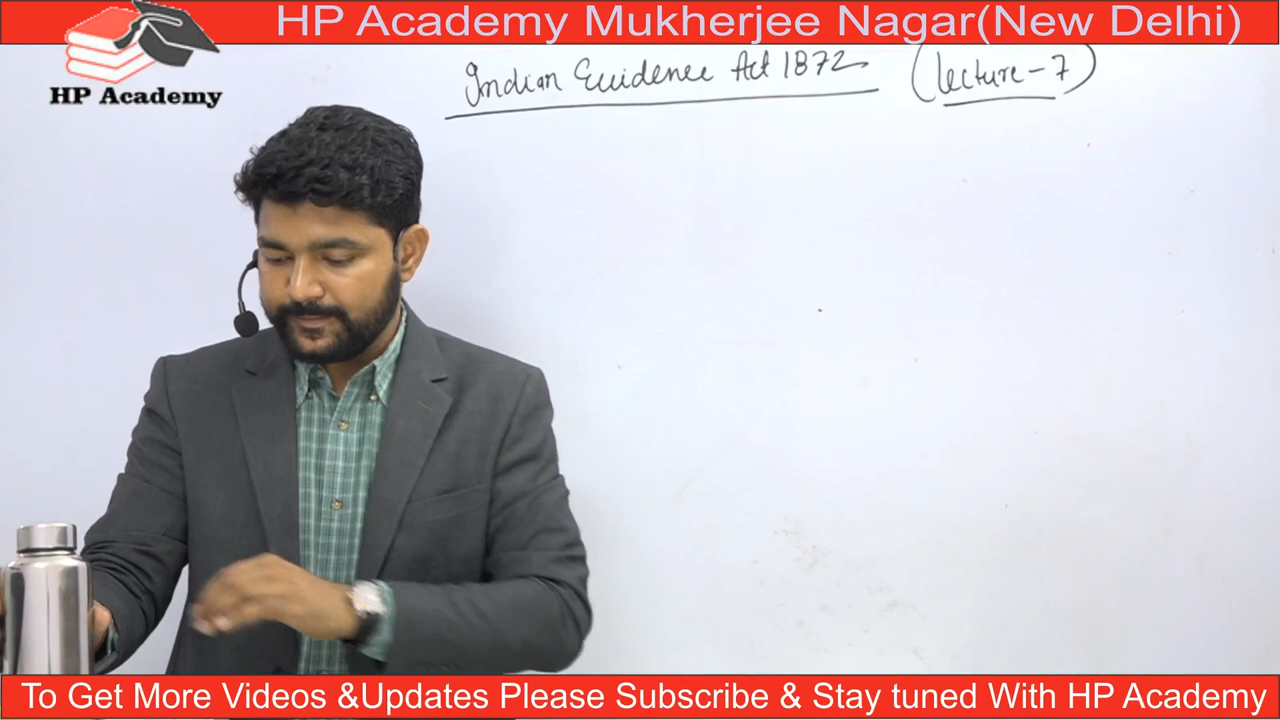 HP Academy Mukherjee Nagar(New Delhi)
HP Academy
Indian Evidence Act 1872 (Lecture-7)
To Get More Videos &Updates Please Subscribe & Stay tuned With HP Academy